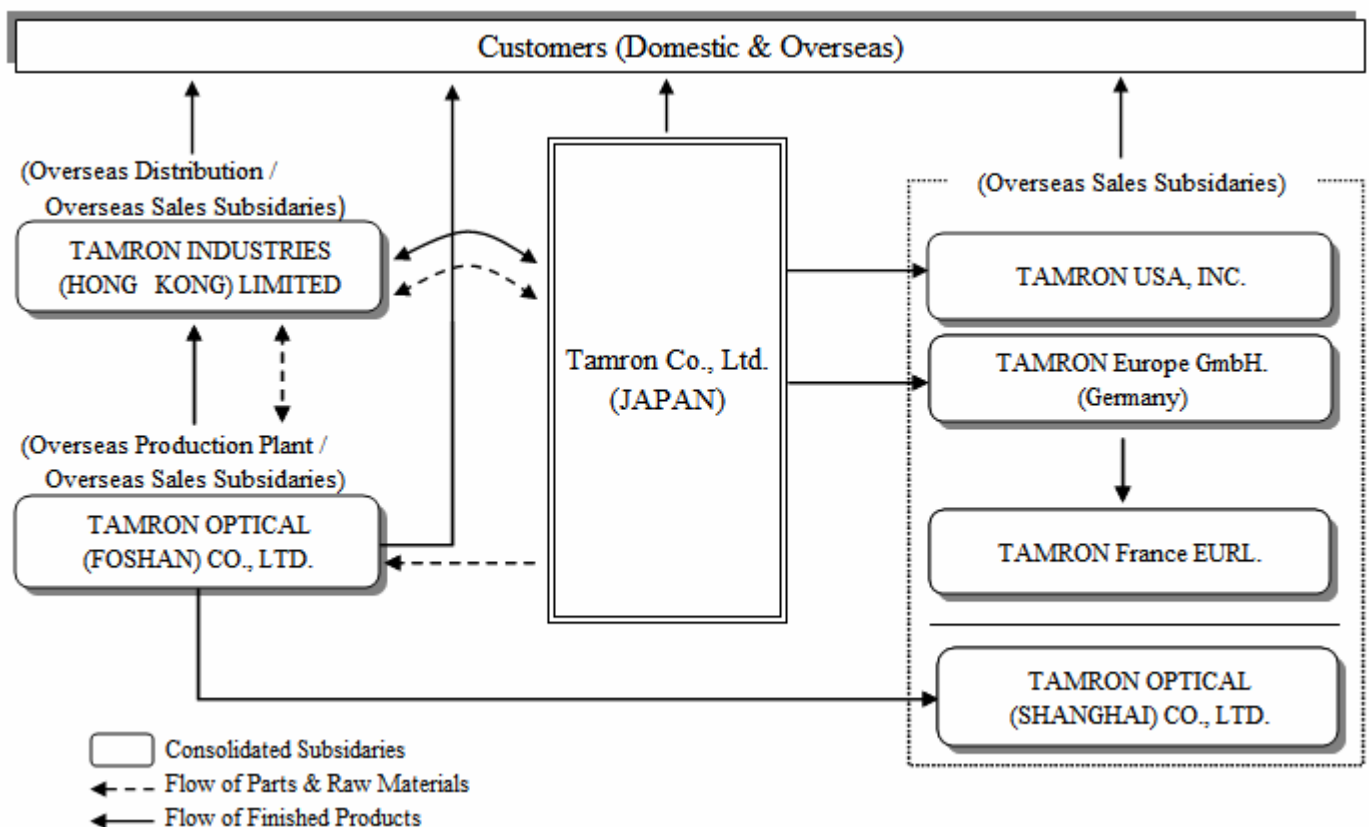 Customers (Domestic & Overseas)
(Overseas Distribution /
Overseas Sales Subsidaries)
TAMRON INDUSTRIES
(HONG KONG) LIMITED
(Overseas Production Plant /
Overseas Sales Subsidaries)
TAMRON OPTICAL
(FOSHAN) CO., LTD.
Tamron Co., Ltd.
(JAPAN)
(Overseas Sales Subsidaries)
TAMRON USA, INC.
TAMRON Europe GmbH.
(Germany)
TAMRON France EURL.
TAMRON OPTICAL
(SHANGHAI) CO., LTD.
Consolidated Subsidaries
Flow of Parts & Raw Materials
Flow of Finished Products